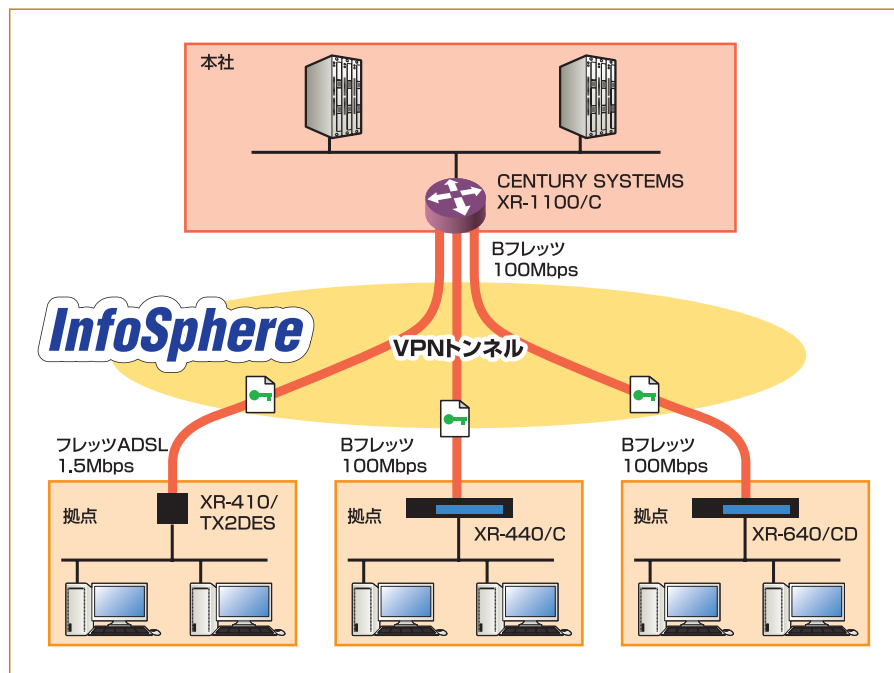 本社
CENTURY SYSTEMS
XR-1100/C
Bフレッツ
100Mbps
InfoSphere
VPNトンネル
フレッツADSL
1.5Mbps
Bフレッツ
100Mbps
Bフレッツ
100Mbps
拠点
XR-410/
TX2DES
拠点
XR-440/C
拠点
XR-640/CD